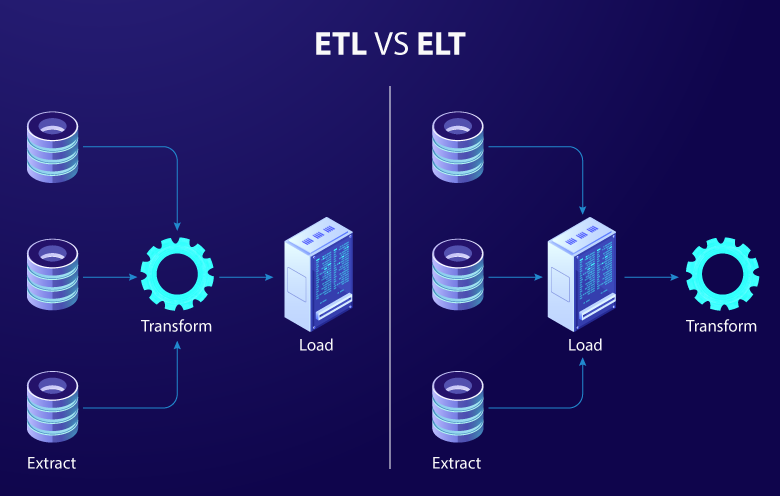 ETL VS ELT
Transform
Load
Extract
Load
Transform
Extract